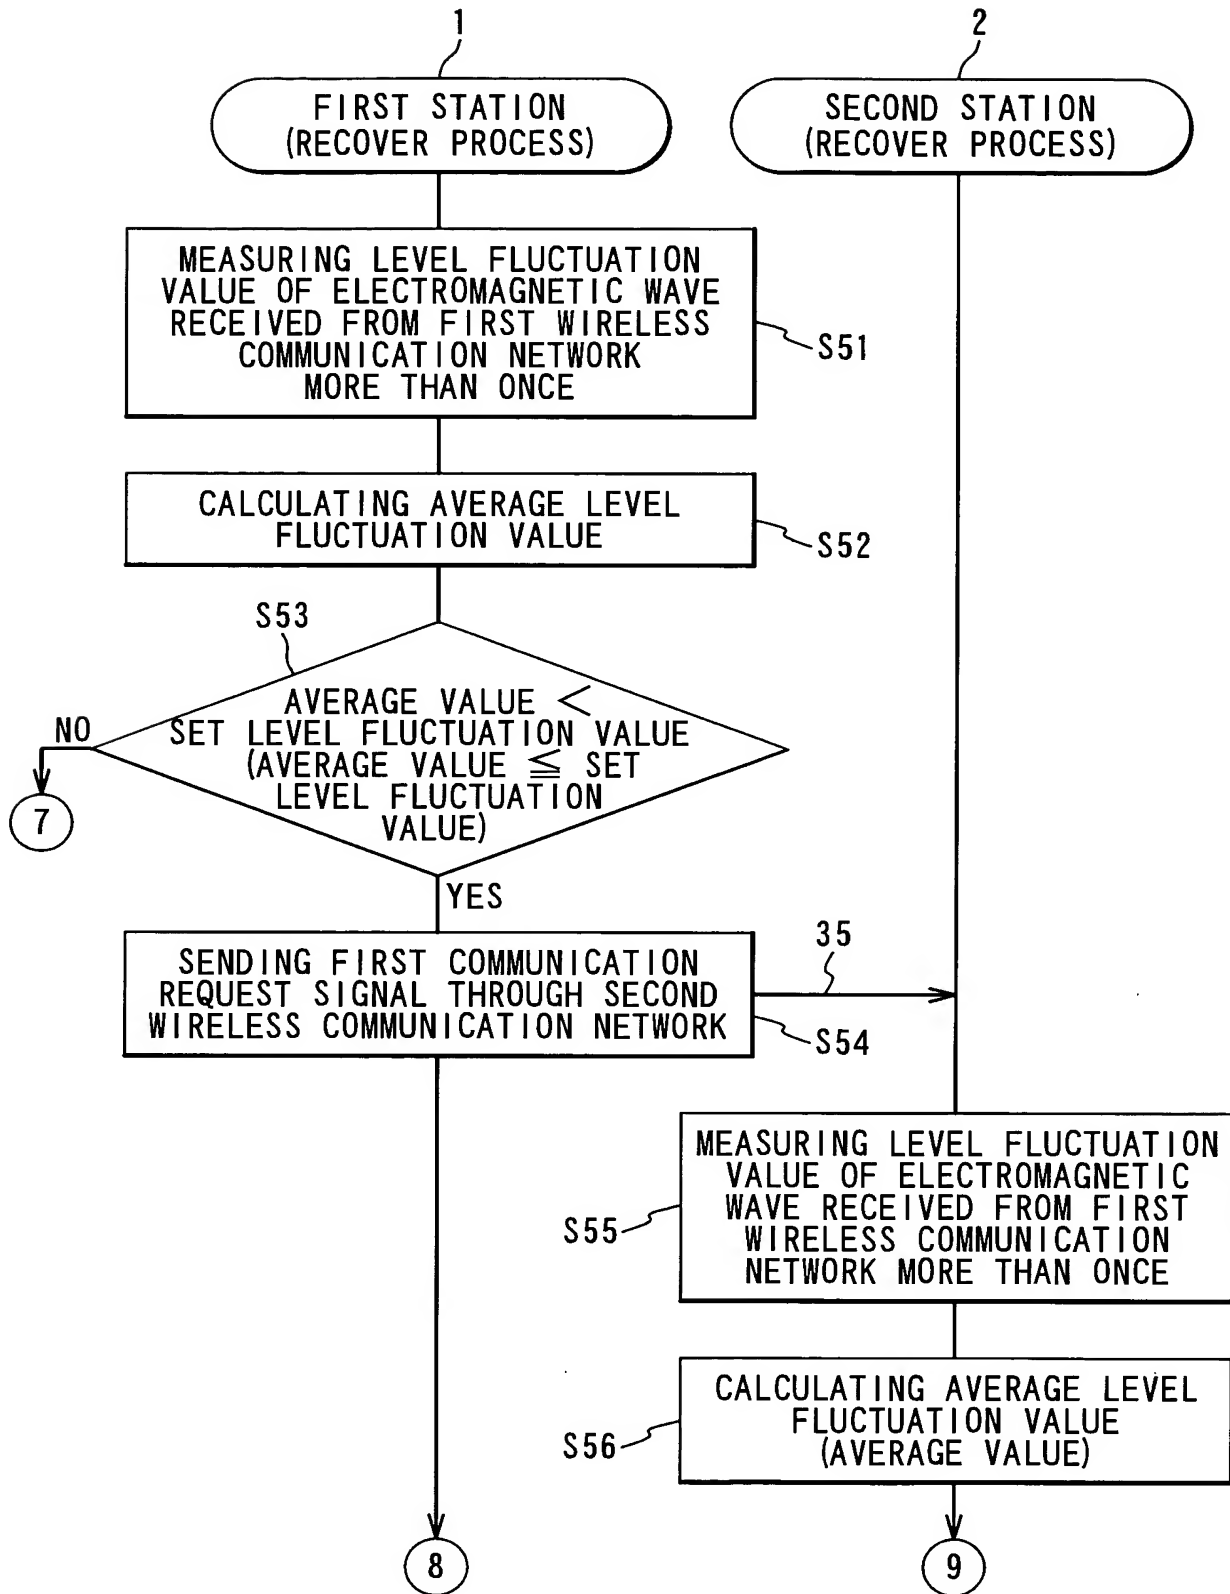 1
2
FIRST STATION
(RECOVER PROCESS)
SECOND STATION
(RECOVER PROCESS)
MEASURING LEVEL FLUCTUATION
VALUE OF ELECTROMAGNETIC WAVE
RECEIVED FROM FIRST WIRELESS
COMMUNICATION NETWORK
MORE THAN ONCE
S51
CALCULATING AVERAGE LEVEL
FLUCTUATION VALUE
S52
S53
AVERAGE VALUE <
SET LEVEL FLUCTUATION VALUE
(AVERAGE VALUE ≦ SET
LEVEL FLUCTUATION
VALUE)
NO
7
YES
SENDING FIRST COMMUNICATION
REQUEST SIGNAL THROUGH SECOND
WIRELESS COMMUNICATION NETWORK
35
S54
MEASURING LEVEL FLUCTUATION
VALUE OF ELECTROMAGNETIC
WAVE RECEIVED FROM FIRST
WIRELESS COMMUNICATION
NETWORK MORE THAN ONCE
S55
CALCULATING AVERAGE LEVEL
FLUCTUATION VALUE
(AVERAGE VALUE)
S56
8
9